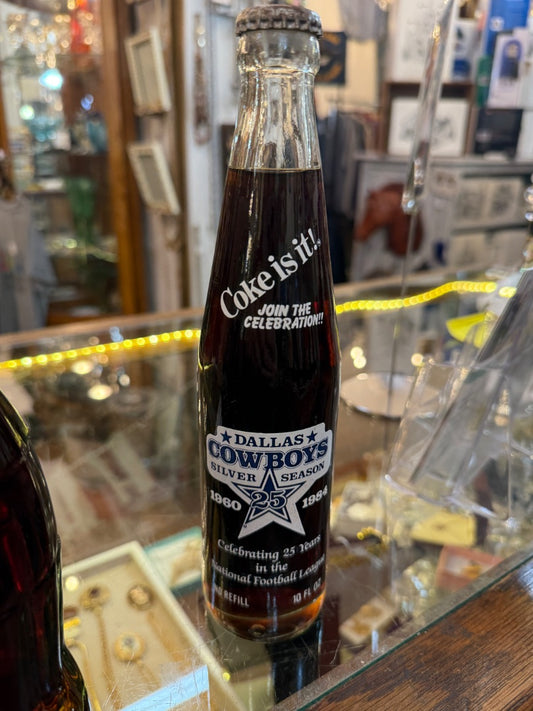 Coke is it!
JOIN THE
CELEBRATION!!
DALLAS
COWBOYS
SILVER SEASON
1960 25 1984
Celebrating 25 Years
in the
National Football League
NO REFILL 10 FL OZ